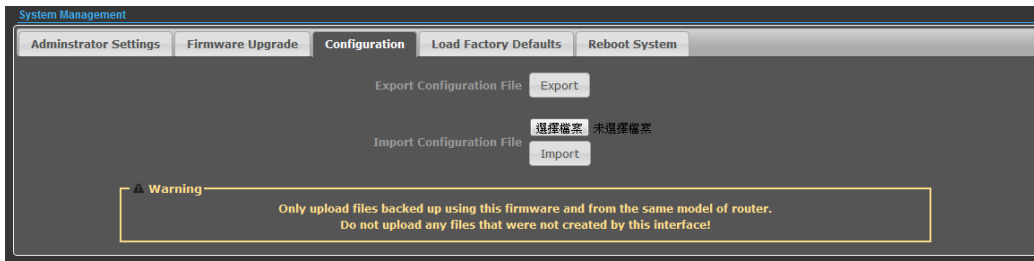 System Management
Adminstrator Settings Firmware Upgrade Configuration Load Factory Defaults Reboot System
Export Configuration File Export
選擇檔案 未選擇檔案
Import Configuration File
Import
Warning
Only upload files backed up using this firmware and from the same model of router.
Do not upload any files that were not created by this interface!